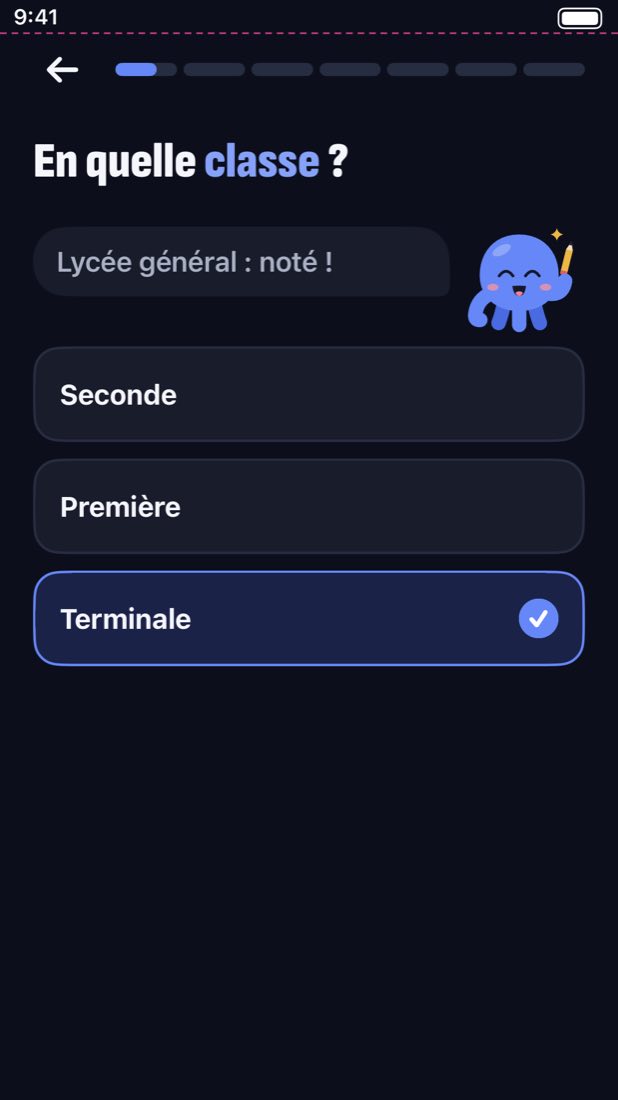 9:41
En quelle classe ?
Lycée général : noté !
Seconde
Première
Terminale